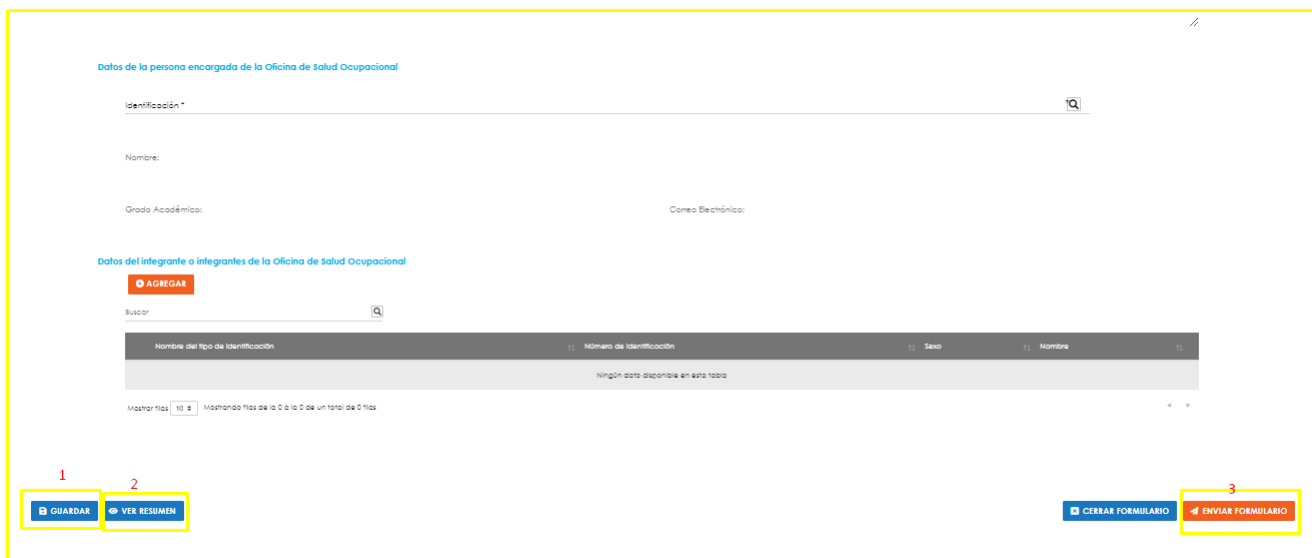 Datos de la persona encargada de la Oficina de Salud Ocupacional
Identificación *
Nombre:
Grado Académico:
Correo Electrónico:
Datos del integrante o integrantes de la Oficina de Salud Ocupacional
AGREGAR
Buscar
Nombre del tipo de identificación
Número de identificación
Sexo
Nombre
Ningún dato disponible en esta tabla
Mostrar filas 10 Mostrando filas de la 0 a la 0 de un total de 0 filas
< >
1
2
3
GUARDAR
VER RESUMEN
CERRAR FORMULARIO
ENVIAR FORMULARIO